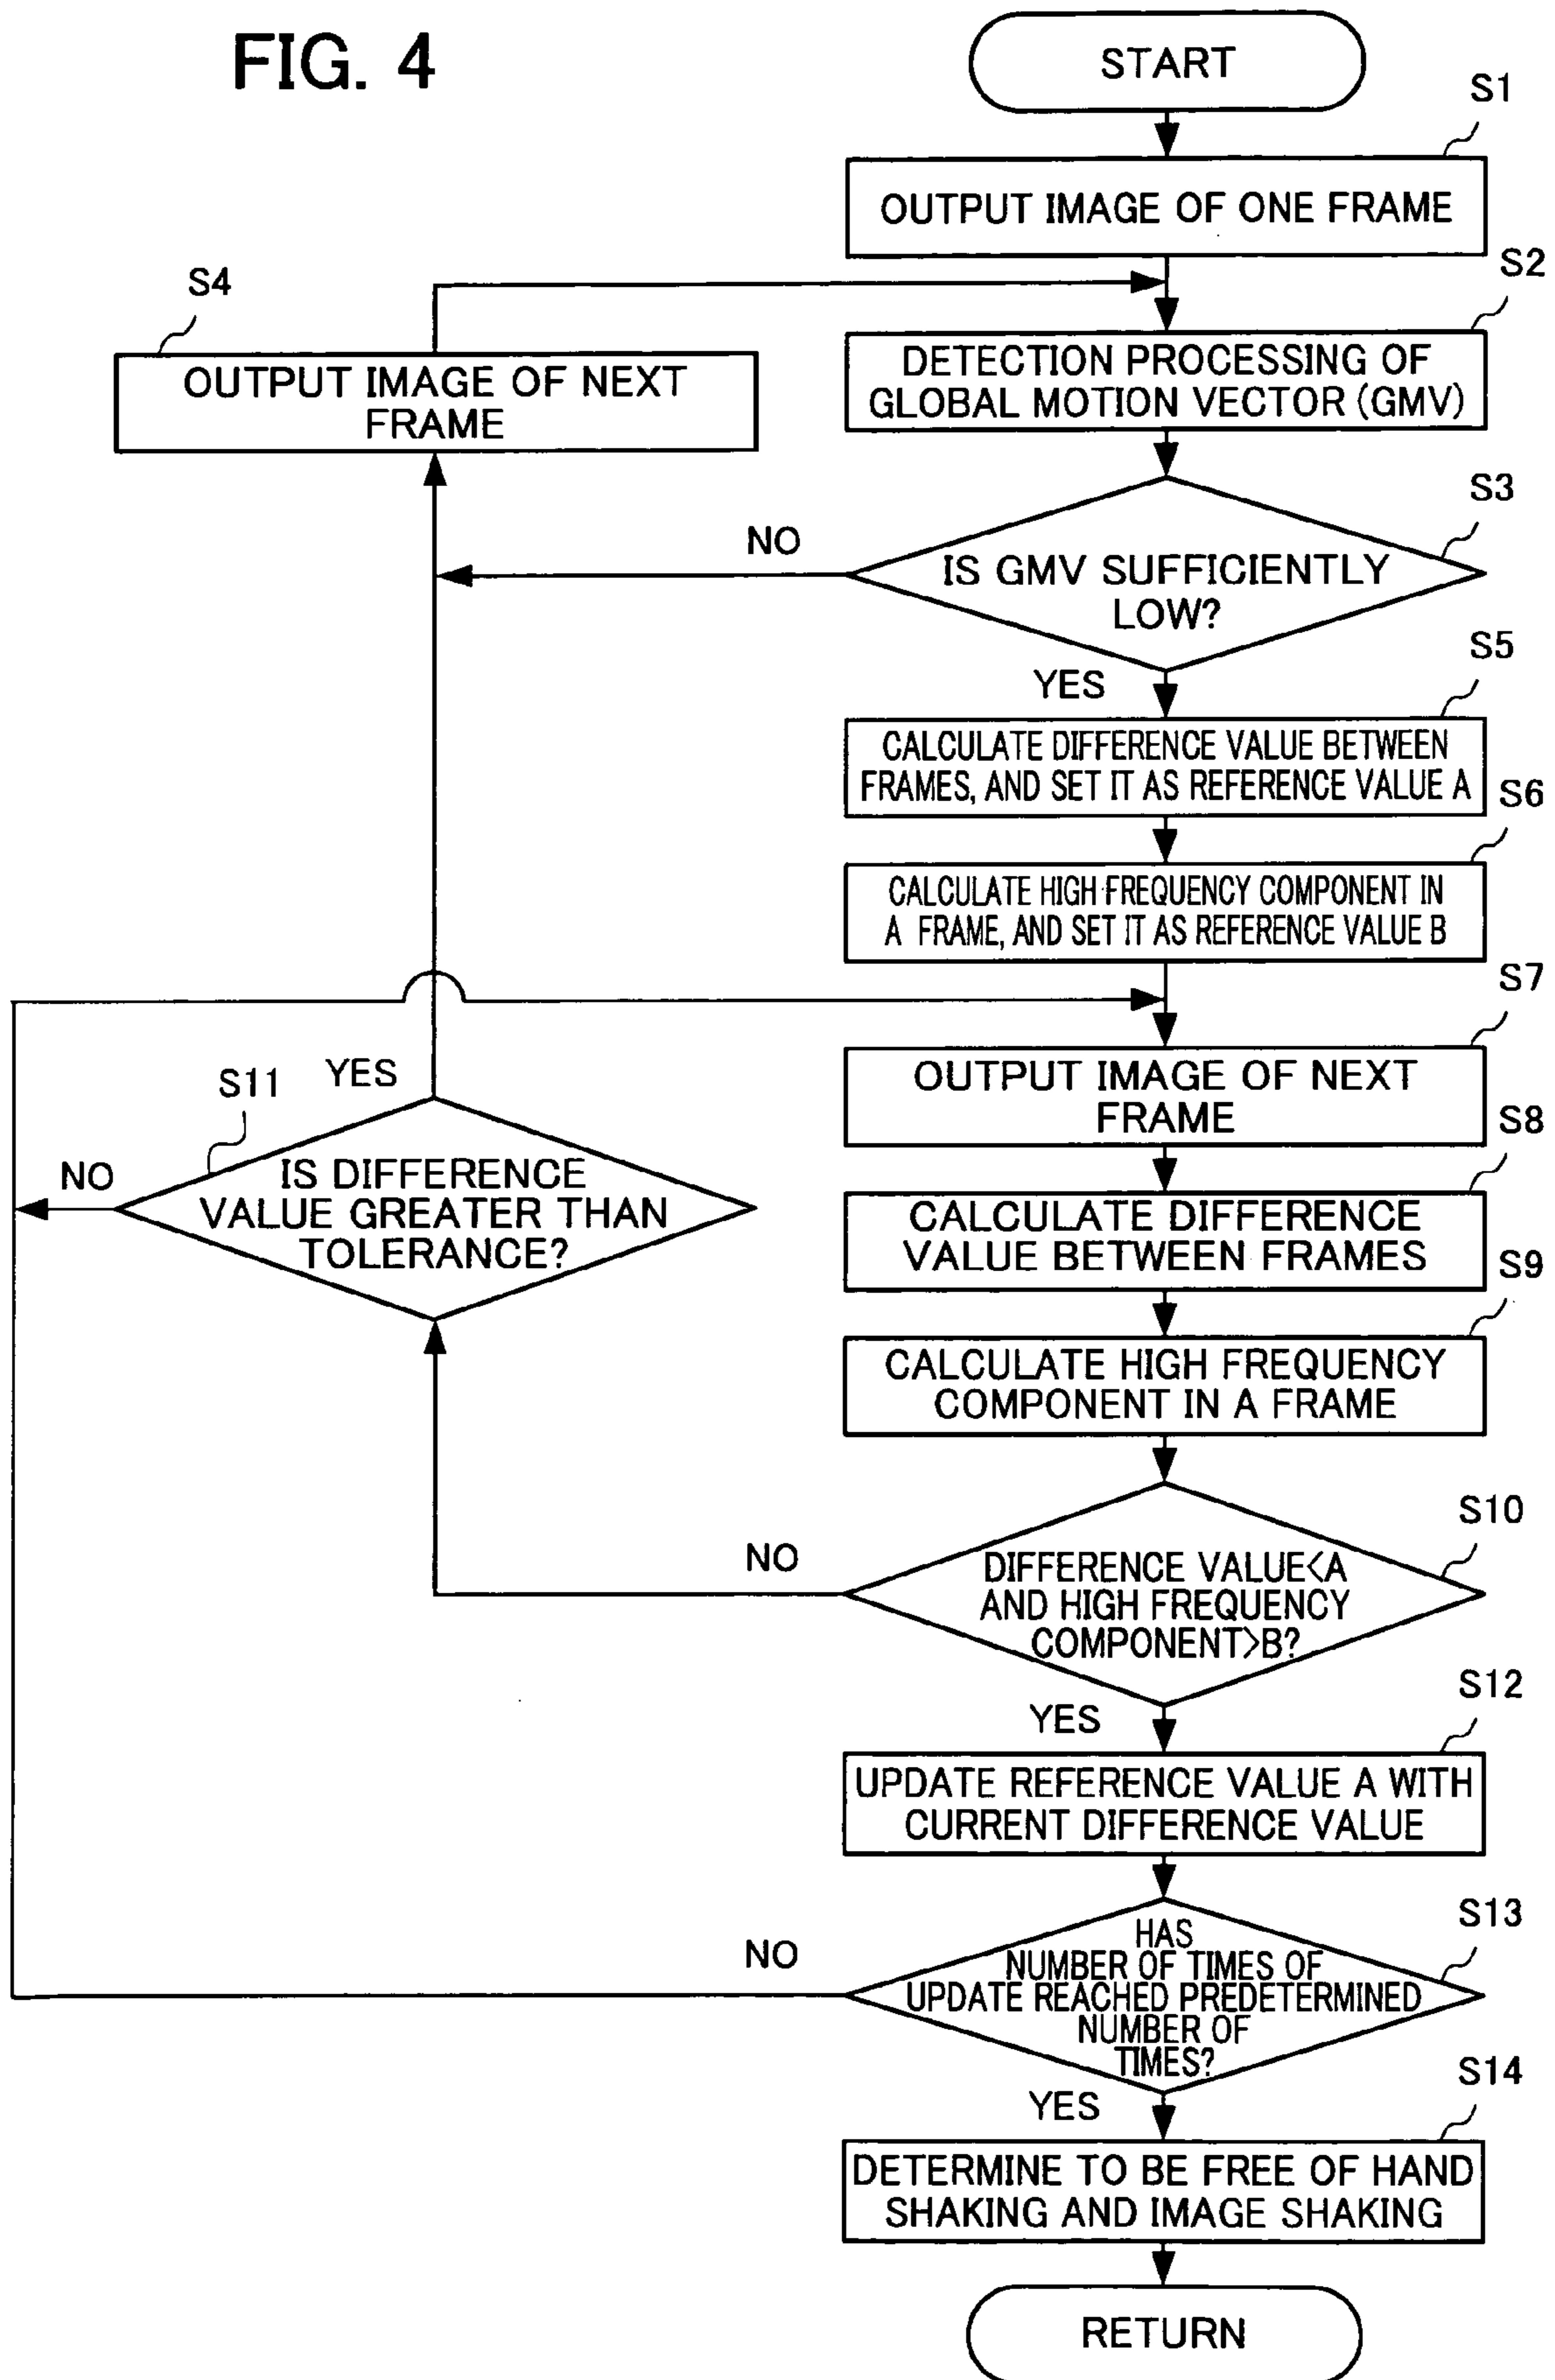 FIG. 4
START
S1
OUTPUT IMAGE OF ONE FRAME
S4
OUTPUT IMAGE OF NEXT
FRAME
S2
DETECTION PROCESSING OF
GLOBAL MOTION VECTOR (GMV)
S3
NO
IS GMV SUFFICIENTLY
LOW?
YES
S5
CALCULATE DIFFERENCE VALUE BETWEEN
FRAMES, AND SET IT AS REFERENCE VALUE A
S6
CALCULATE HIGH FREQUENCY COMPONENT IN
A FRAME, AND SET IT AS REFERENCE VALUE B
S7
OUTPUT IMAGE OF NEXT
FRAME
S8
CALCULATE DIFFERENCE
VALUE BETWEEN FRAMES
S9
CALCULATE HIGH FREQUENCY
COMPONENT IN A FRAME
S11
YES
NO
IS DIFFERENCE
VALUE GREATER THAN
TOLERANCE?
S10
NO
DIFFERENCE VALUE<A
AND HIGH FREQUENCY
COMPONENT>B?
YES
S12
UPDATE REFERENCE VALUE A WITH
CURRENT DIFFERENCE VALUE
S13
NO
HAS
NUMBER OF TIMES OF
UPDATE REACHED PREDETERMINED
NUMBER OF
TIMES?
YES
S14
DETERMINE TO BE FREE OF HAND
SHAKING AND IMAGE SHAKING
RETURN